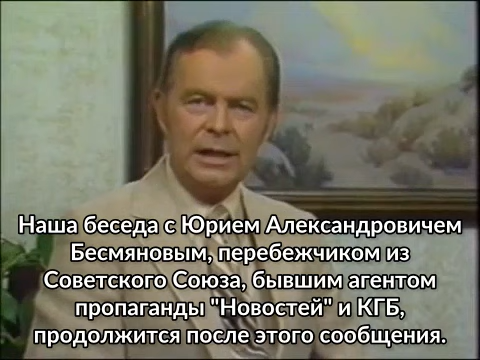 Наша беседа с Юрием Александровичем
Бесмяновым, перебежчиком из
Советского Союза, бывшим агентом
пропаганды "Новостей" и КГБ,
продолжится после этого сообщения.